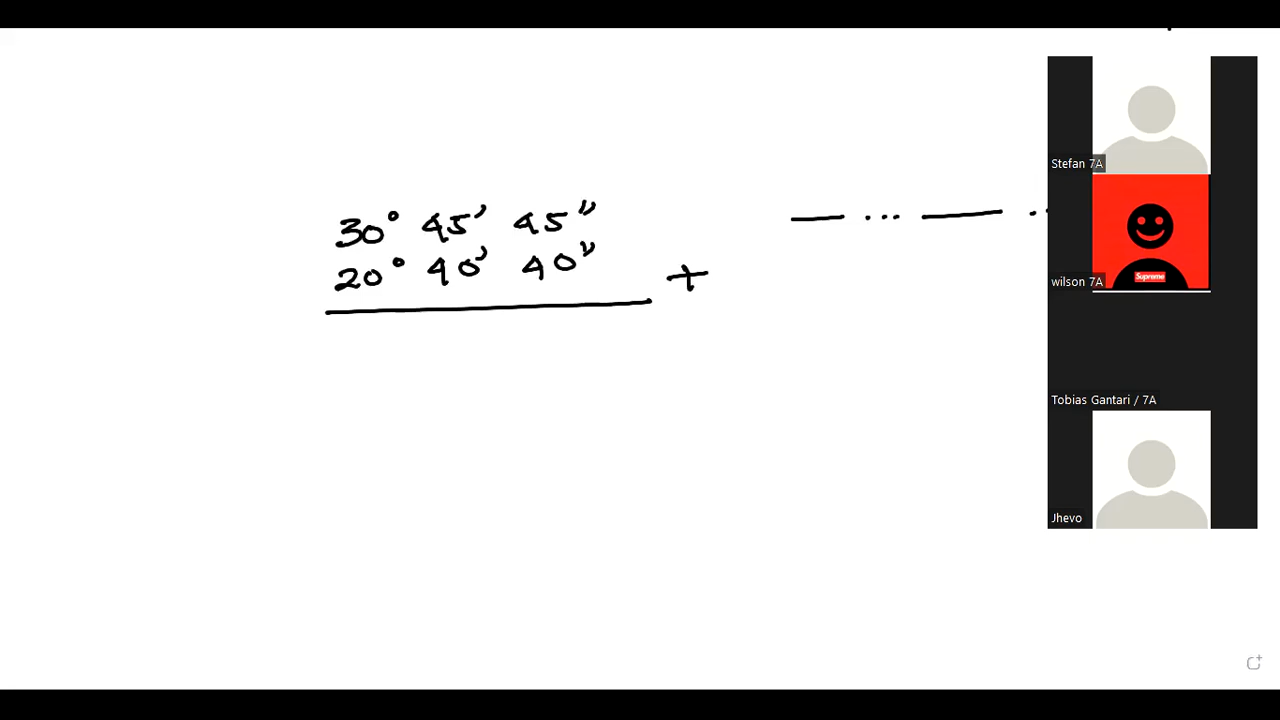 30° 45' 45"
20° 40' 40" +
Stefan 7A
Supreme
wilson 7A
Tobias Gantari / 7A
Jhevo